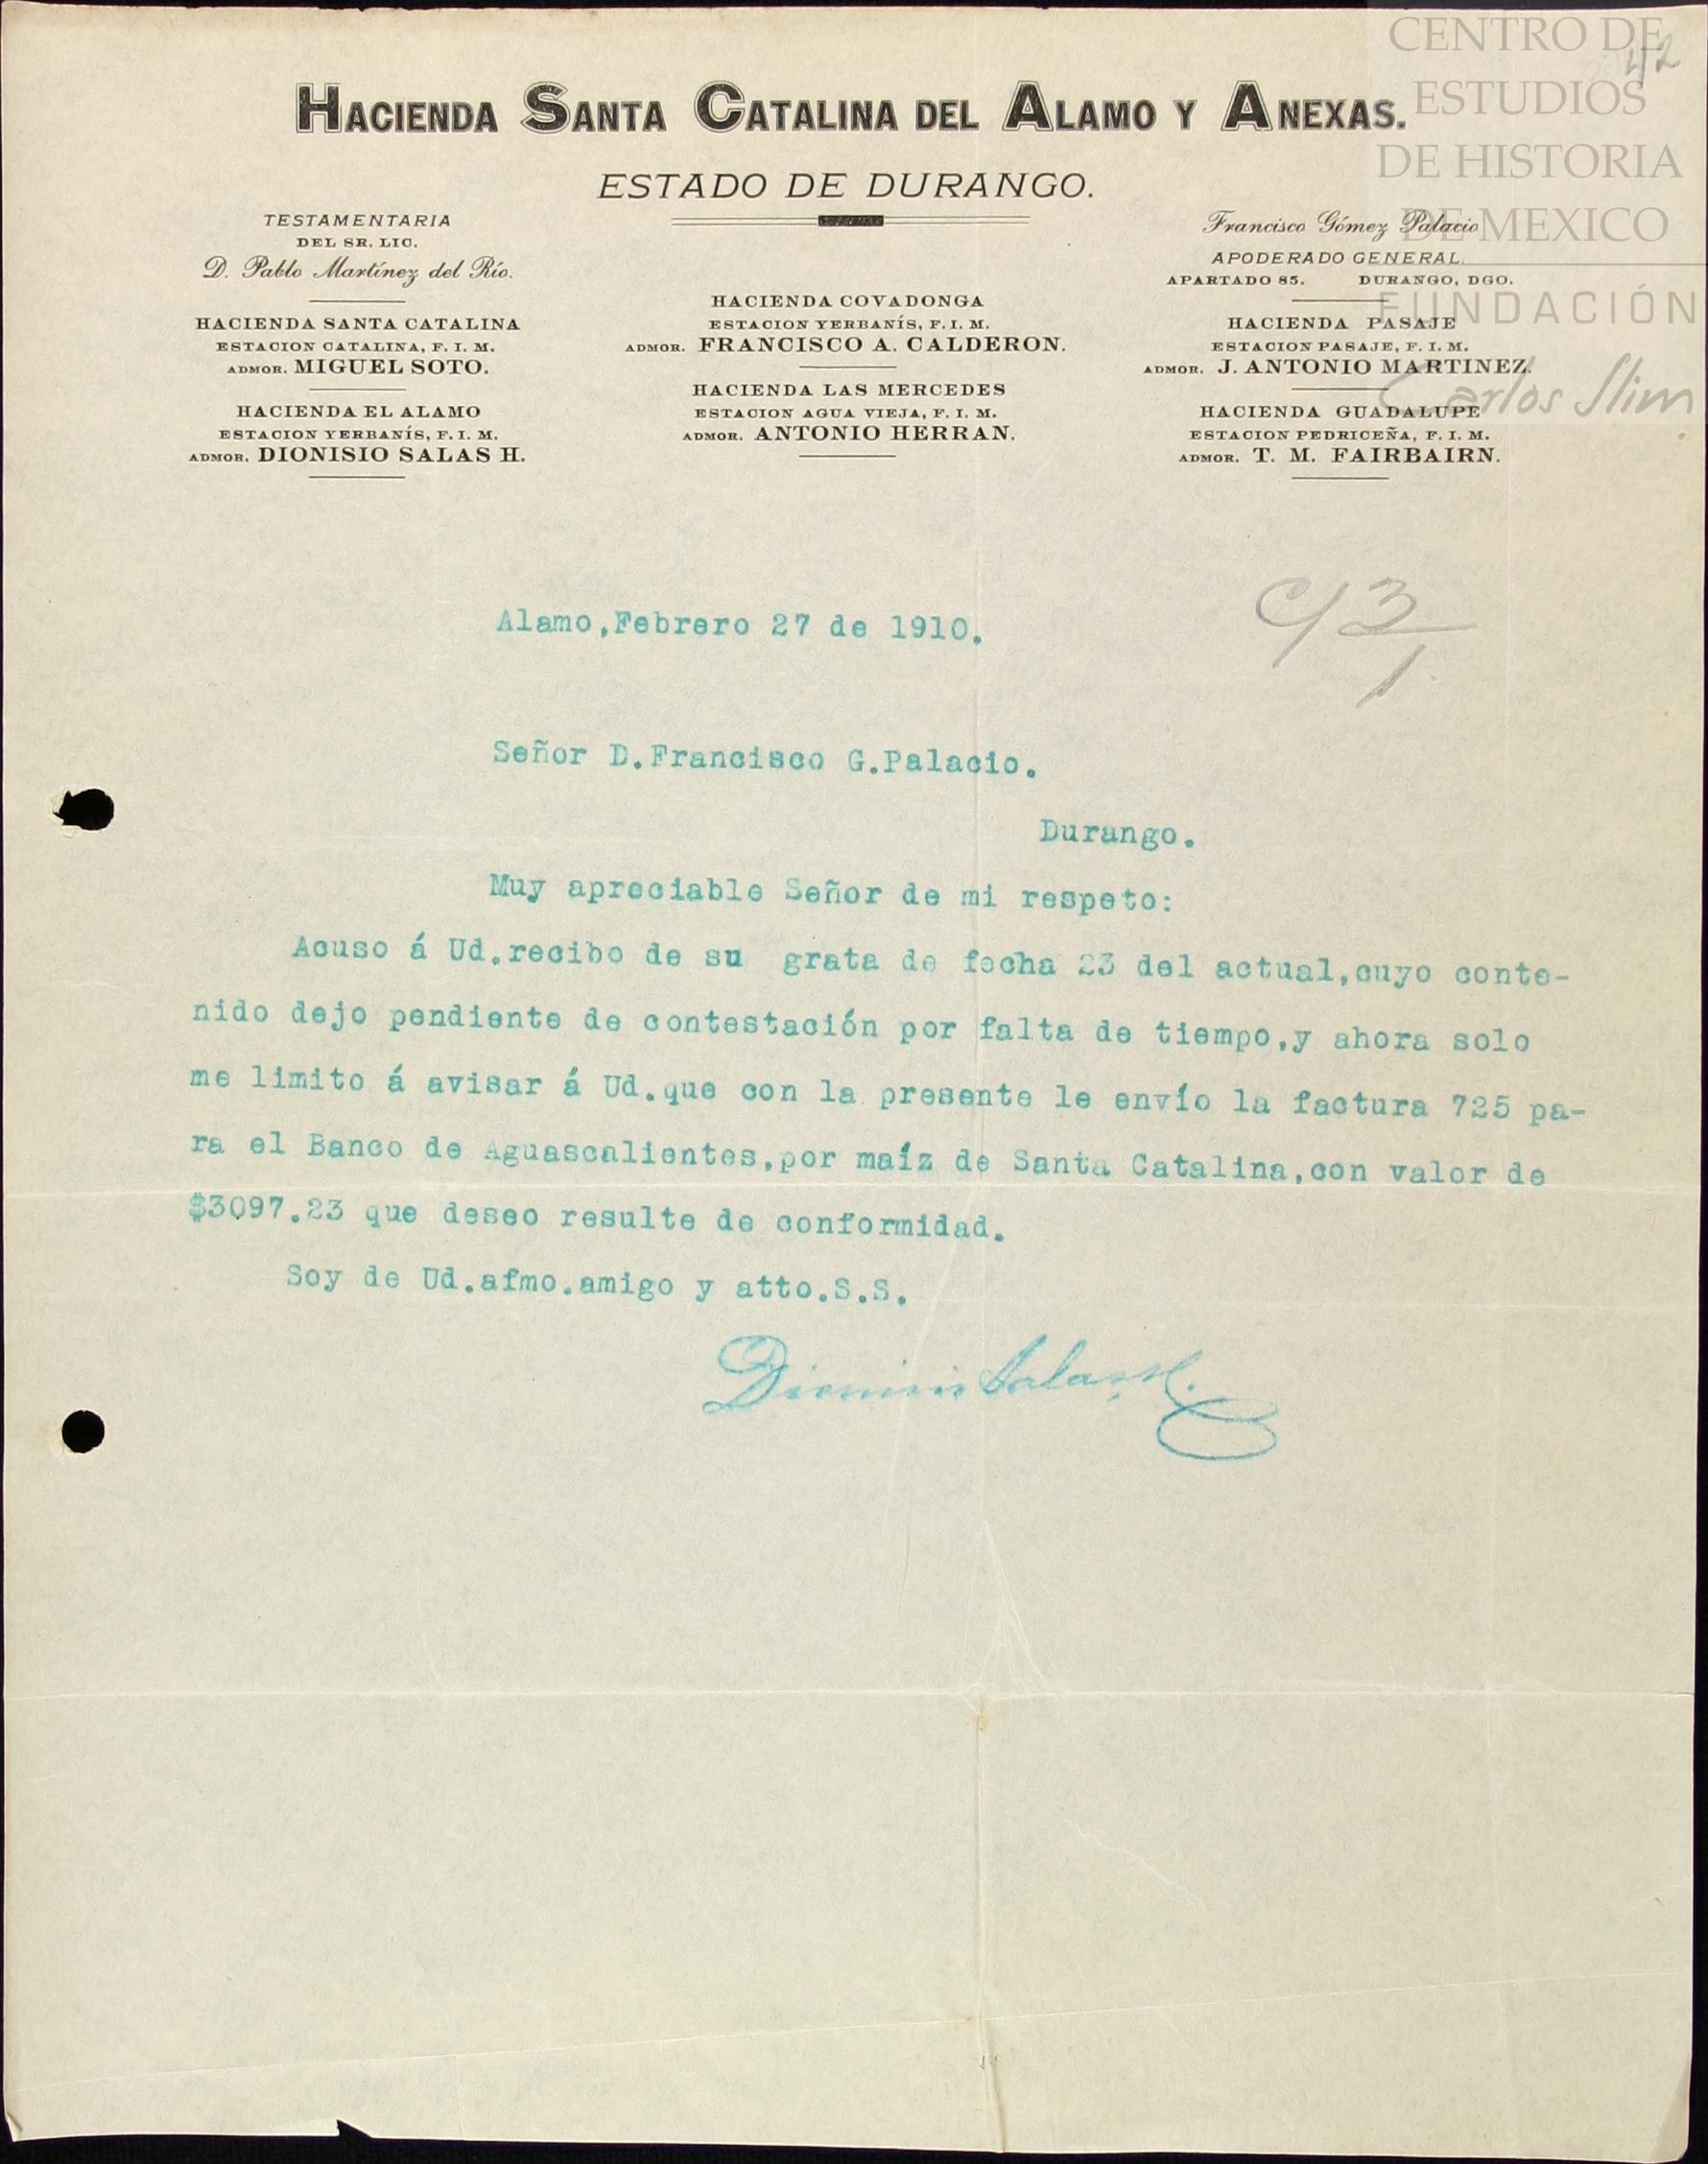 CENTRO DE
ESTUDIOS
DE HISTORIA
DE MEXICO
FUNDACIÓN
Carlos Slim
42
HACIENDA SANTA CATALINA DEL ALAMO Y ANEXAS.
ESTADO DE DURANGO.
TESTAMENTARIA
DEL SR. LIC.
D. Pablo Martínez del Río.
HACIENDA SANTA CATALINA
ESTACION CATALINA, F. I. M.
ADMOR. MIGUEL SOTO.
HACIENDA EL ALAMO
ESTACION YERBANÍS, F. I. M.
ADMOR. DIONISIO SALAS H.
HACIENDA COVADONGA
ESTACION YERBANÍS, F. I. M.
ADMOR. FRANCISCO A. CALDERON.
HACIENDA LAS MERCEDES
ESTACION AGUA VIEJA, F. I. M.
ADMOR. ANTONIO HERRAN.
Francisco Gómez Palacio
APODERADO GENERAL.
APARTADO 85. DURANGO, DGO.
HACIENDA PASAJE
ESTACION PASAJE, F. I. M.
ADMOR. J. ANTONIO MARTINEZ.
HACIENDA GUADALUPE
ESTACION PEDRICEÑA, F. I. M.
ADMOR. T. M. FAIRBAIRN.
Alamo,Febrero 27 de 1910.
Señor D.Francisco G.Palacio.
Durango.
Muy apreciable Señor de mi respeto:
Acuso á Ud.recibo de su grata de fecha 23 del actual,cuyo conte-
nido dejo pendiente de contestación por falta de tiempo,y ahora solo
me limito á avisar á Ud.que con la presente le envío la factura 725 pa-
ra el Banco de Aguascalientes,por maíz de Santa Catalina,con valor de
$3097.23 que deseo resulte de conformidad.
Soy de Ud.afmo.amigo y atto.S.S.
Dionisio Salas H.